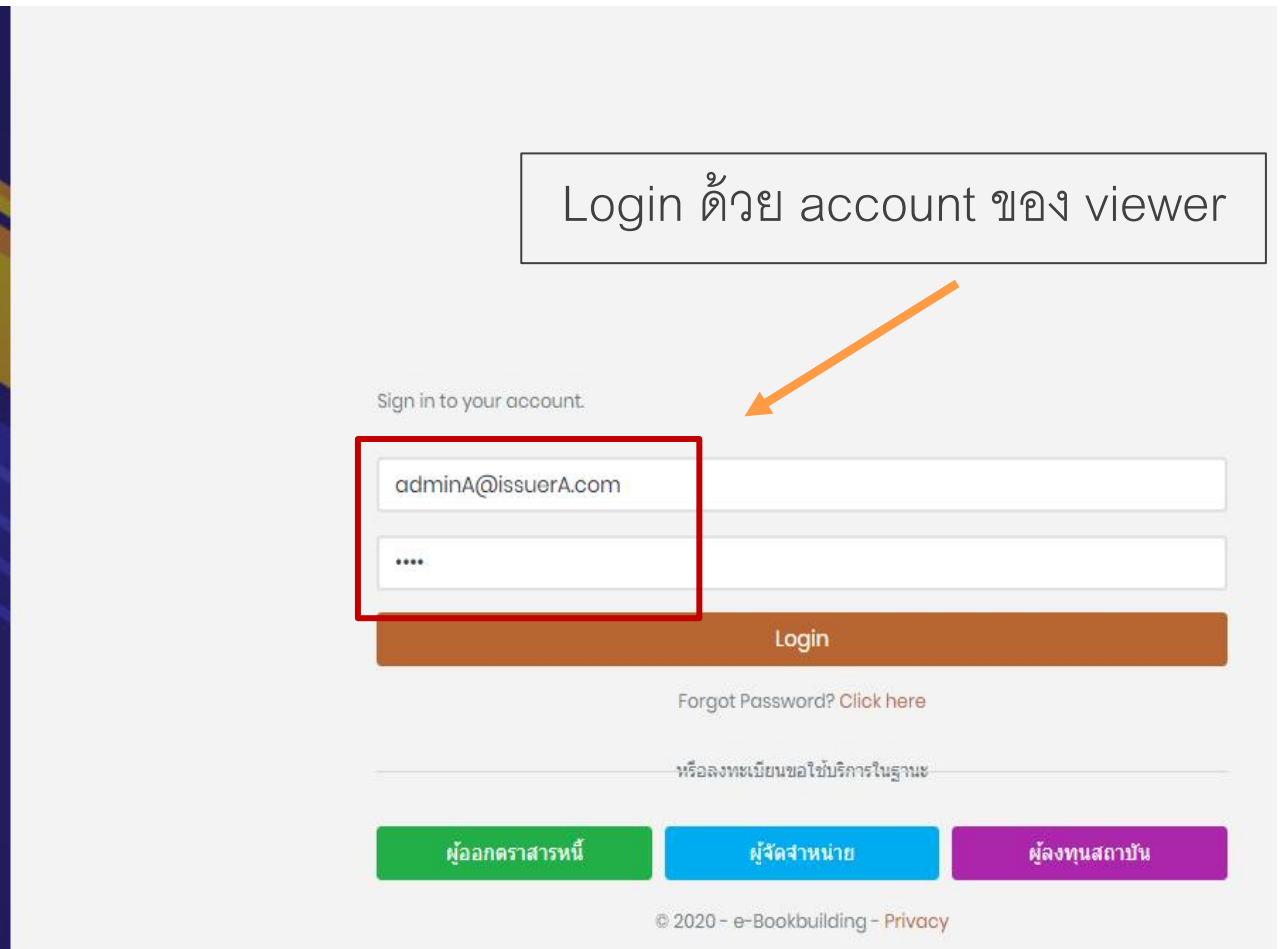 Login ด้วย account ของ viewer
Sign in to your account.
adminA@issuerA.com
••••
Login
Forgot Password? Click here
หรือลงทะเบียนขอใช้บริการในฐานะ
ผู้ออกตราสารหนี้
ผู้จัดจำหน่าย
ผู้ลงทุนสถาบัน
© 2020 - e-Bookbuilding - Privacy